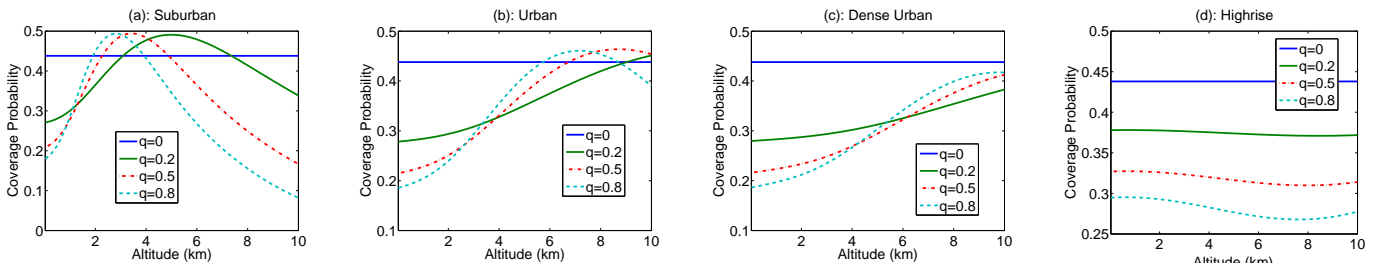 (a): Suburban
0.5
0.4
0.3
0.2
0.1
0
Coverage Probability
q=0
q=0.2
q=0.5
q=0.8
2
4
6
8
10
Altitude (km)
(b): Urban
0.5
0.4
0.3
0.2
0.1
Coverage Probability
q=0
q=0.2
q=0.5
q=0.8
2
4
6
8
10
Altitude (km)
(c): Dense Urban
0.5
0.4
0.3
0.2
0.1
Coverage Probability
q=0
q=0.2
q=0.5
q=0.8
2
4
6
8
10
Altitude (km)
(d): Highrise
0.5
0.45
0.4
0.35
0.3
0.25
Coverage Probability
q=0
q=0.2
q=0.5
q=0.8
2
4
6
8
10
Altitude (km)